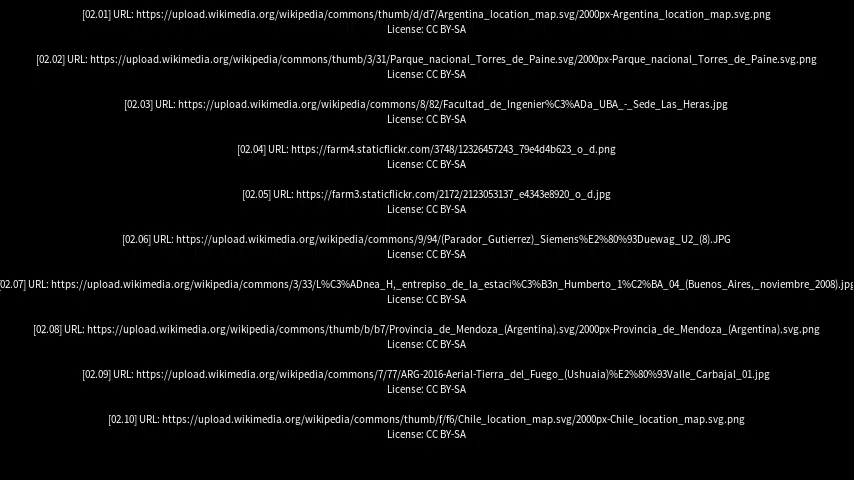 [02.01] URL: https://upload.wikimedia.org/wikipedia/commons/thumb/d/d7/Argentina_location_map.svg/2000px-Argentina_location_map.svg.png
License: CC BY-SA
[02.02] URL: https://upload.wikimedia.org/wikipedia/commons/thumb/3/31/Parque_nacional_Torres_de_Paine.svg/2000px-Parque_nacional_Torres_de_Paine.svg.png
License: CC BY-SA
[02.03] URL: https://upload.wikimedia.org/wikipedia/commons/8/82/Facultad_de_Ingenier%C3%ADa_UBA_-_Sede_Las_Heras.jpg
License: CC BY-SA
[02.04] URL: https://farm4.staticflickr.com/3748/12326457243_79e4d4b623_o_d.png
License: CC BY-SA
[02.05] URL: https://farm3.staticflickr.com/2172/2123053137_e4343e8920_o_d.jpg
License: CC BY-SA
[02.06] URL: https://upload.wikimedia.org/wikipedia/commons/9/94/(Parador_Gutierrez)_Siemens%E2%80%93Duewag_U2_(8).JPG
License: CC BY-SA
02.07] URL: https://upload.wikimedia.org/wikipedia/commons/3/33/L%C3%ADnea_H,_entrepiso_de_la_estaci%C3%B3n_Humberto_1%C2%BA_04_(Buenos_Aires,_noviembre_2008).jpg
License: CC BY-SA
[02.08] URL: https://upload.wikimedia.org/wikipedia/commons/thumb/b/b7/Provincia_de_Mendoza_(Argentina).svg/2000px-Provincia_de_Mendoza_(Argentina).svg.png
License: CC BY-SA
[02.09] URL: https://upload.wikimedia.org/wikipedia/commons/7/77/ARG-2016-Aerial-Tierra_del_Fuego_(Ushuaia)%E2%80%93Valle_Carbajal_01.jpg
License: CC BY-SA
[02.10] URL: https://upload.wikimedia.org/wikipedia/commons/thumb/f/f6/Chile_location_map.svg/2000px-Chile_location_map.svg.png
License: CC BY-SA